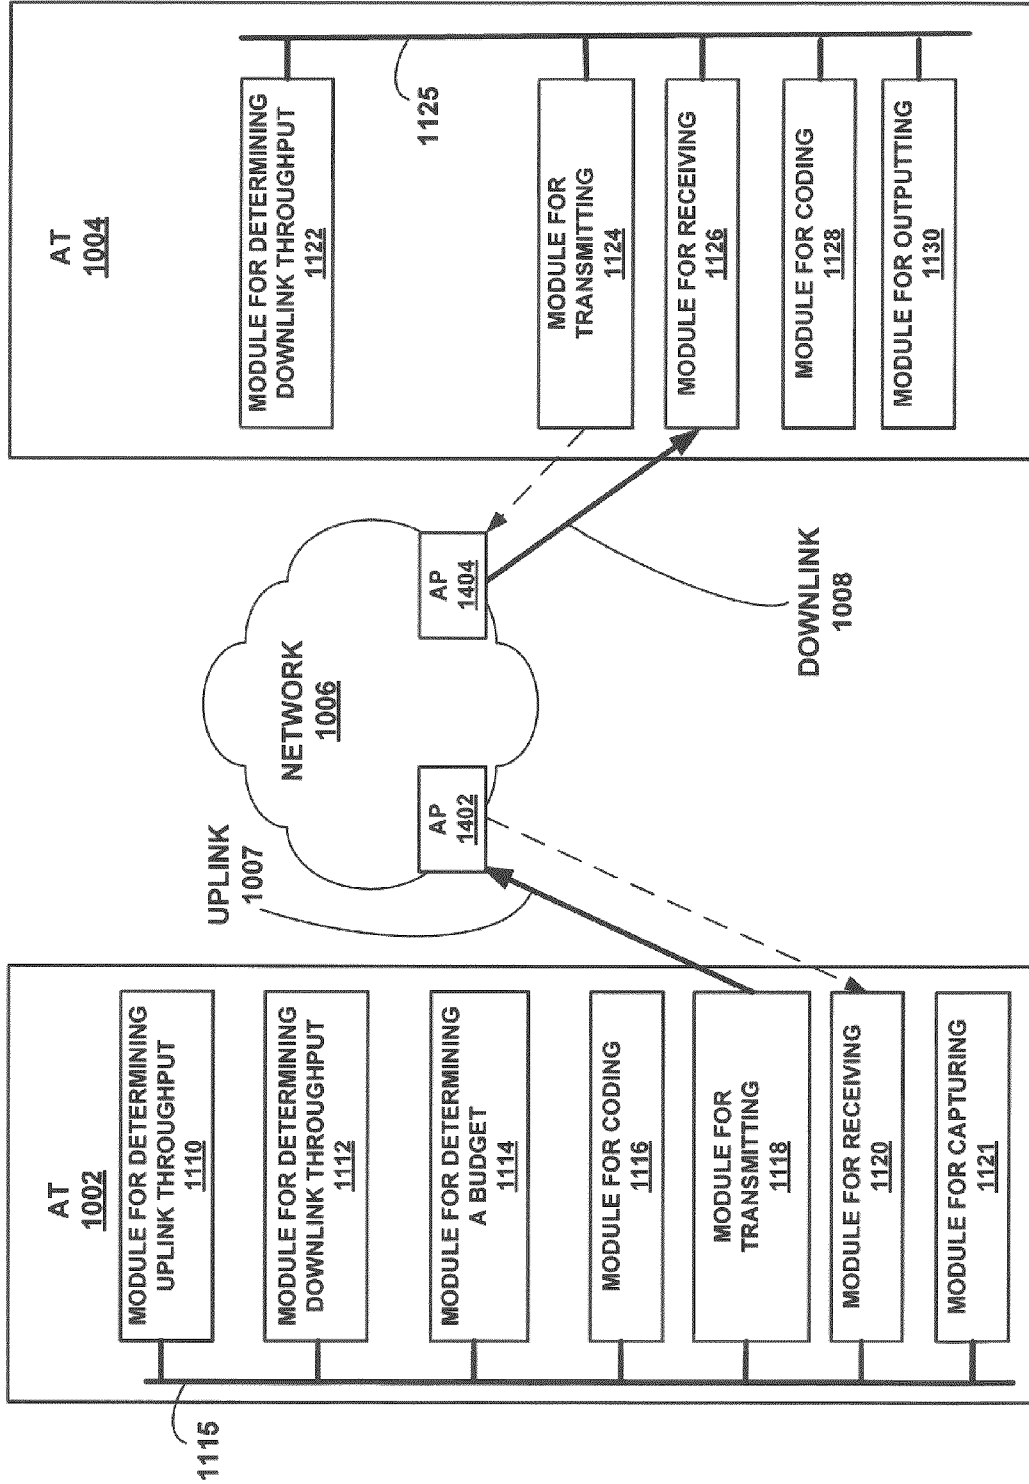 AT
1002
MODULE FOR DETERMINING
UPLINK THROUGHPUT
1110
MODULE FOR DETERMINING
DOWNLINK THROUGHPUT
1112
MODULE FOR DETERMINING
A BUDGET
1114
MODULE FOR CODING
1116
MODULE FOR
TRANSMITTING
1118
MODULE FOR RECEIVING
1120
MODULE FOR CAPTURING
1121
1115
UPLINK
1007
NETWORK
1006
AP
1402
AP
1404
DOWNLINK
1008
AT
1004
MODULE FOR DETERMINING
DOWNLINK THROUGHPUT
1122
1125
MODULE FOR
TRANSMITTING
1124
MODULE FOR RECEIVING
1126
MODULE FOR CODING
1128
MODULE FOR OUTPUTTING
1130